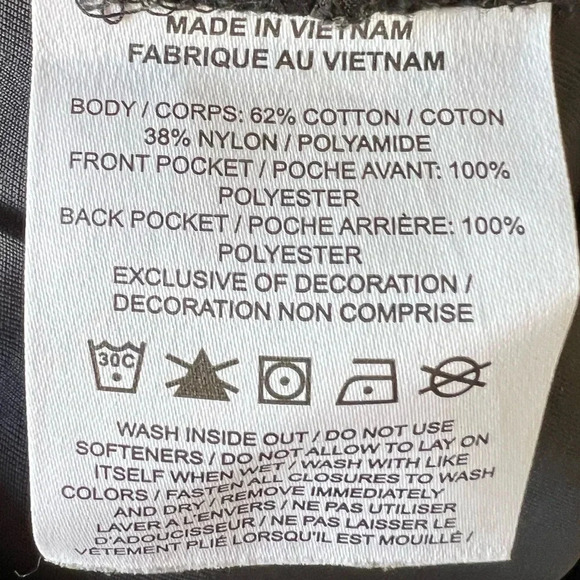 MADE IN VIETNAM
FABRIQUE AU VIETNAM
BODY / CORPS: 62% COTTON / COTON
38% NYLON / POLYAMIDE
FRONT POCKET / POCHE AVANT: 100%
POLYESTER
BACK POCKET / POCHE ARRIÈRE: 100%
POLYESTER
EXCLUSIVE OF DECORATION /
DECORATION NON COMPRISE
30C
WASH INSIDE OUT / DO NOT USE
SOFTENERS / DO NOT ALLOW TO LAY ON
ITSELF WHEN WET / WASH WITH LIKE
COLORS / FASTEN ALL CLOSURES TO WASH
AND DRY / REMOVE IMMEDIATELY
LAVER A L'ENVERS / NE PAS UTILISER
D'ADOUCISSEUR / NE PAS LAISSER LE
VÊTEMENT PLIÉ LORSQU'IL EST MOUILLÉ /